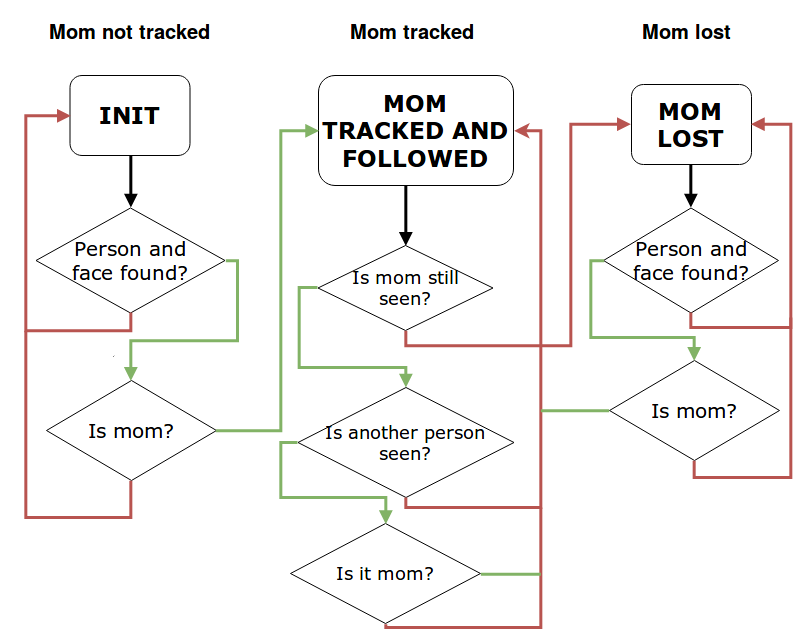 Mom not tracked
Mom tracked
Mom lost
INIT
Person and
face found?
Is mom?
MOM
TRACKED AND
FOLLOWED
Is mom still
seen?
Is another person
seen?
Is it mom?
MOM
LOST
Person and
face found?
Is mom?